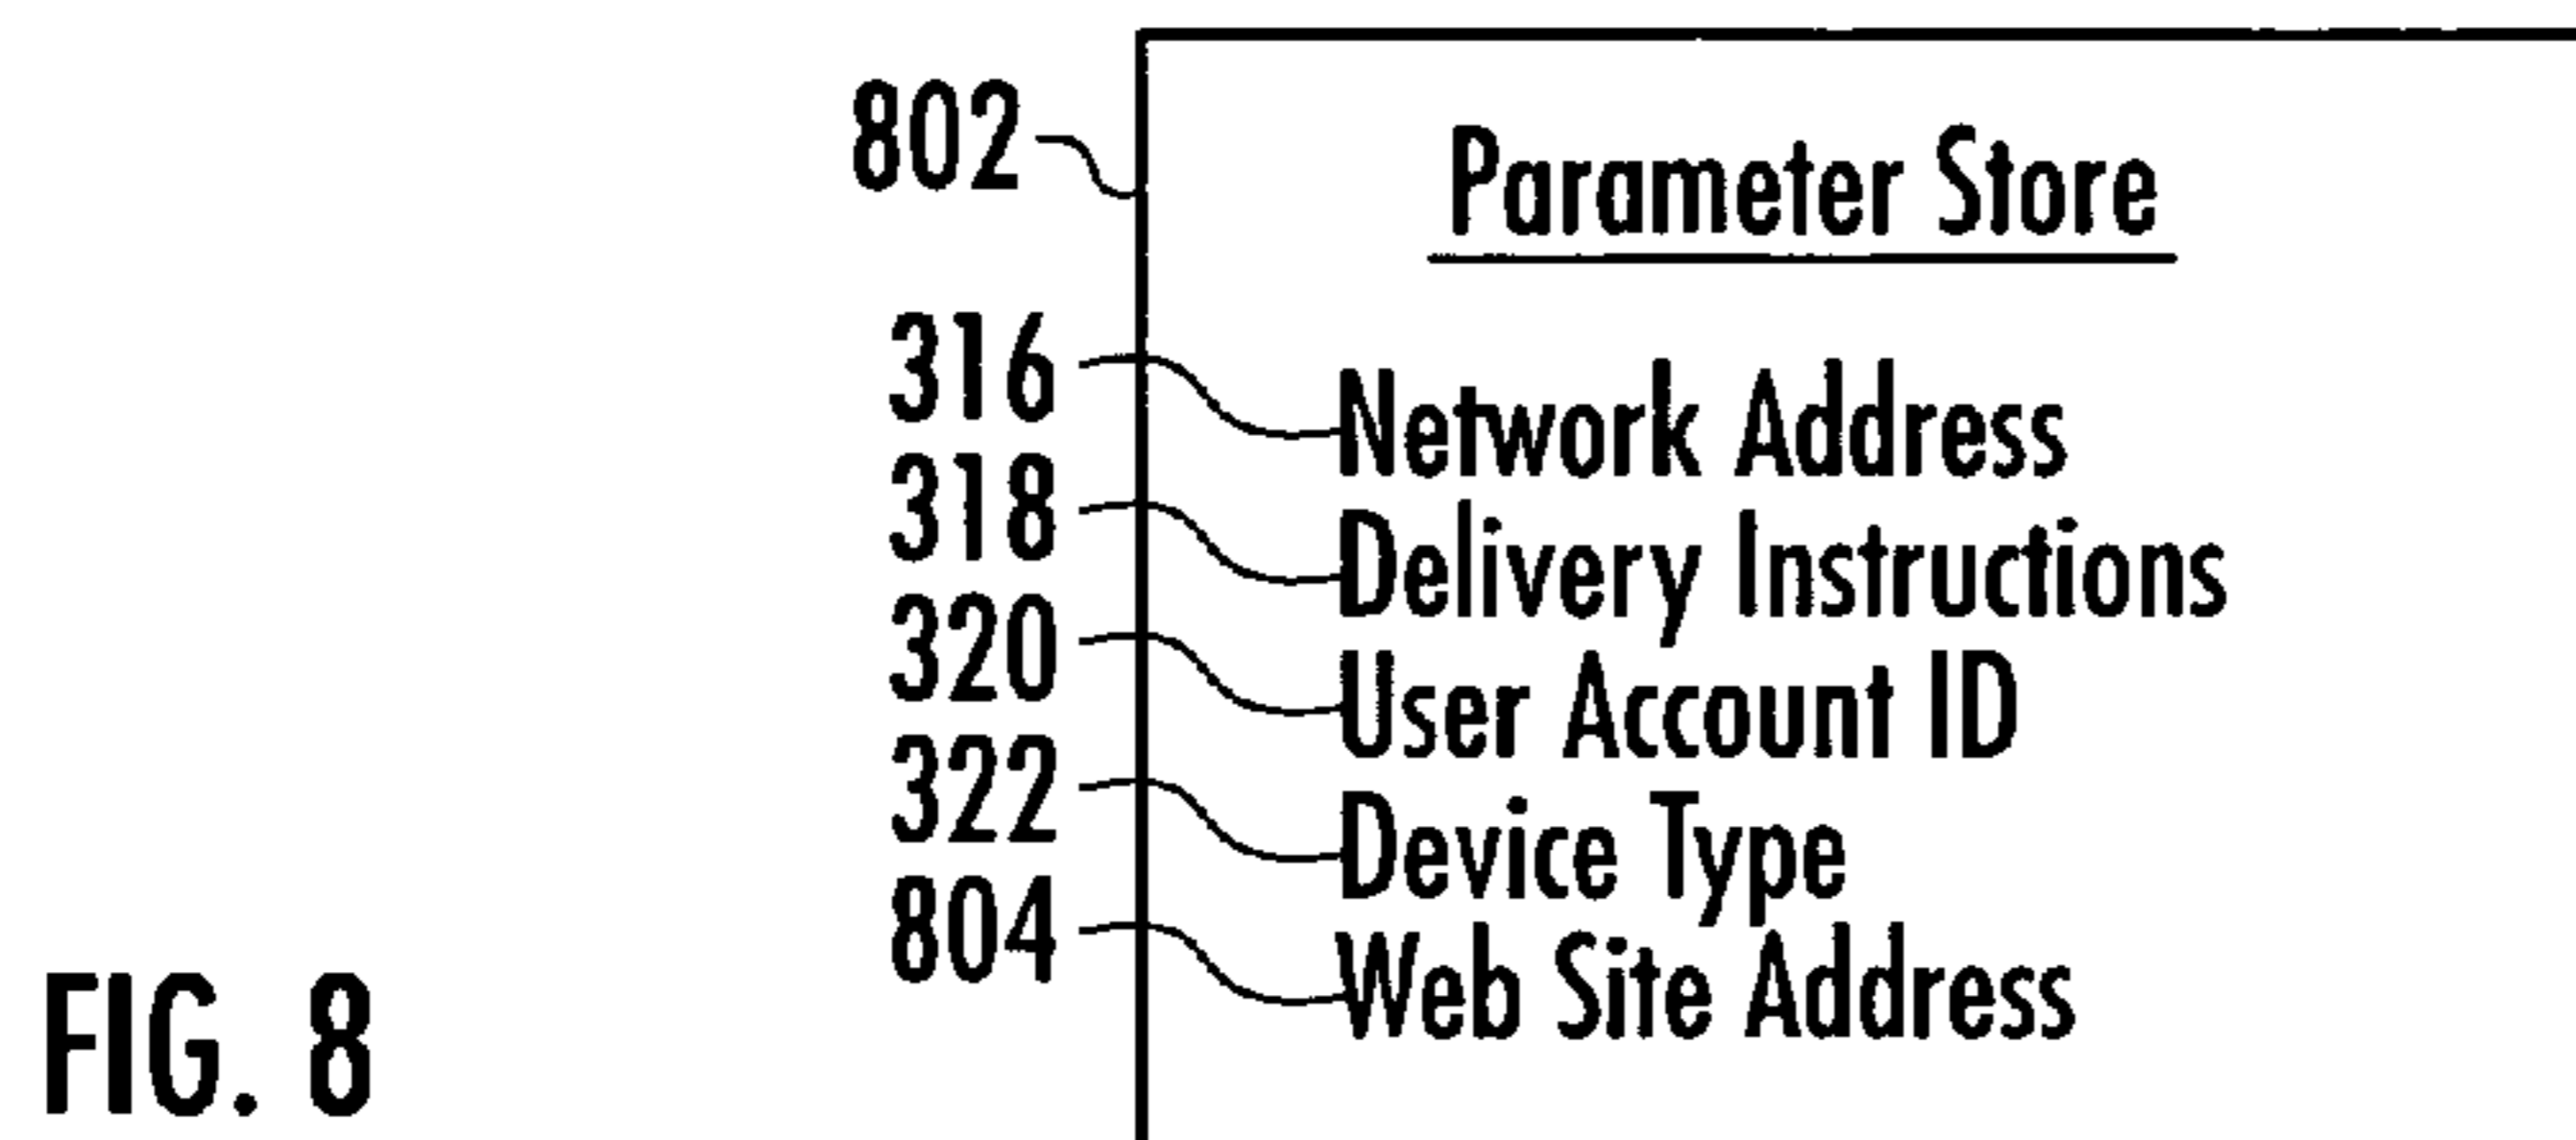 802 Parameter Store
316 Network Address
318 Delivery Instructions
320 User Account ID
322 Device Type
804 Web Site Address
FIG. 8